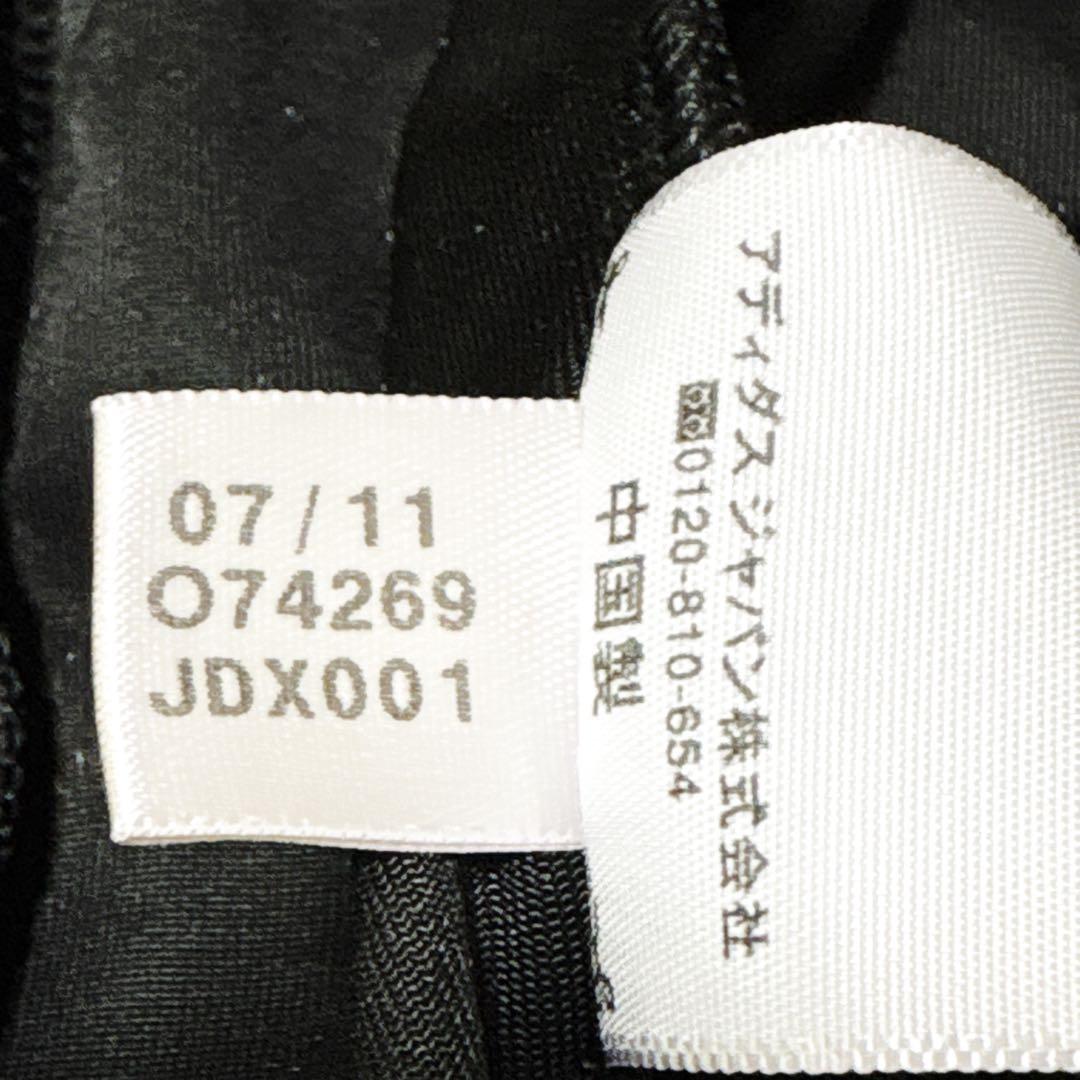 07/11
O74269
JDX001
アディダスジャパン株式会社
0120-810-654
中国製